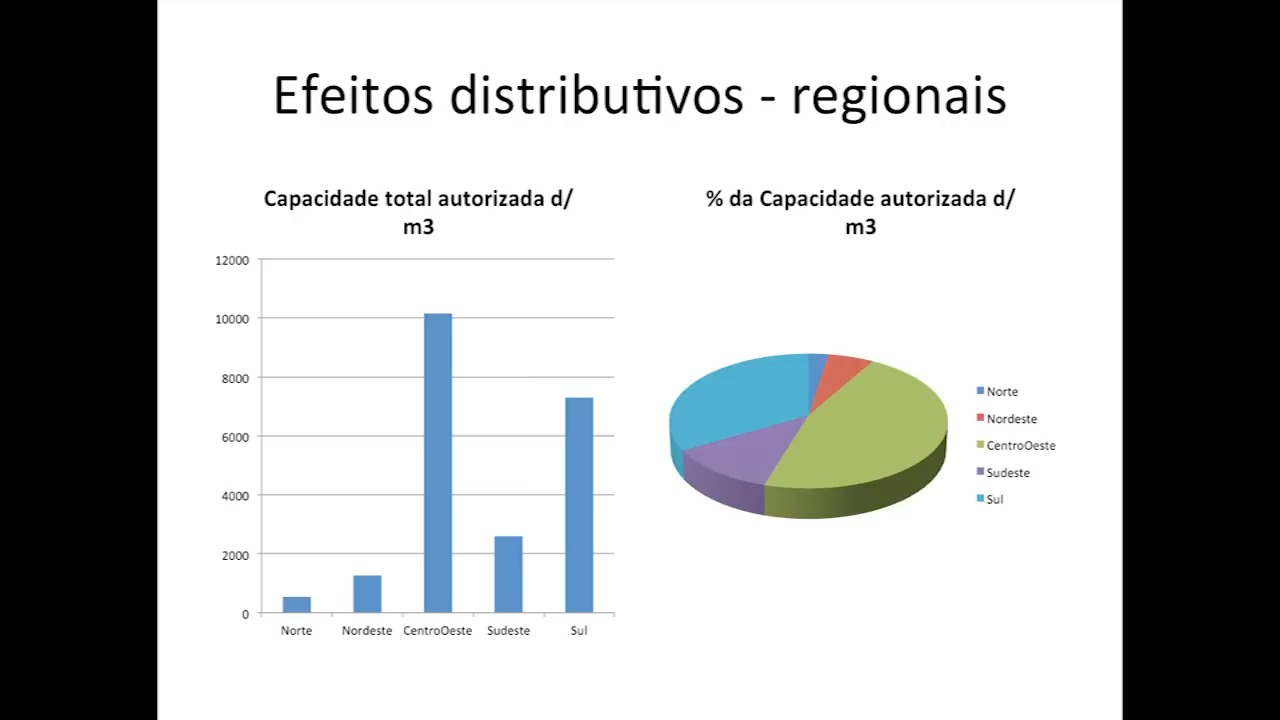 Efeitos distributivos - regionais
Capacidade total autorizada d/
m3
12000
10000
8000
6000
4000
2000
0
Norte
Nordeste
CentroOeste
Sudeste
Sul
% da Capacidade autorizada d/
m3
Norte
Nordeste
CentroOeste
Sudeste
Sul